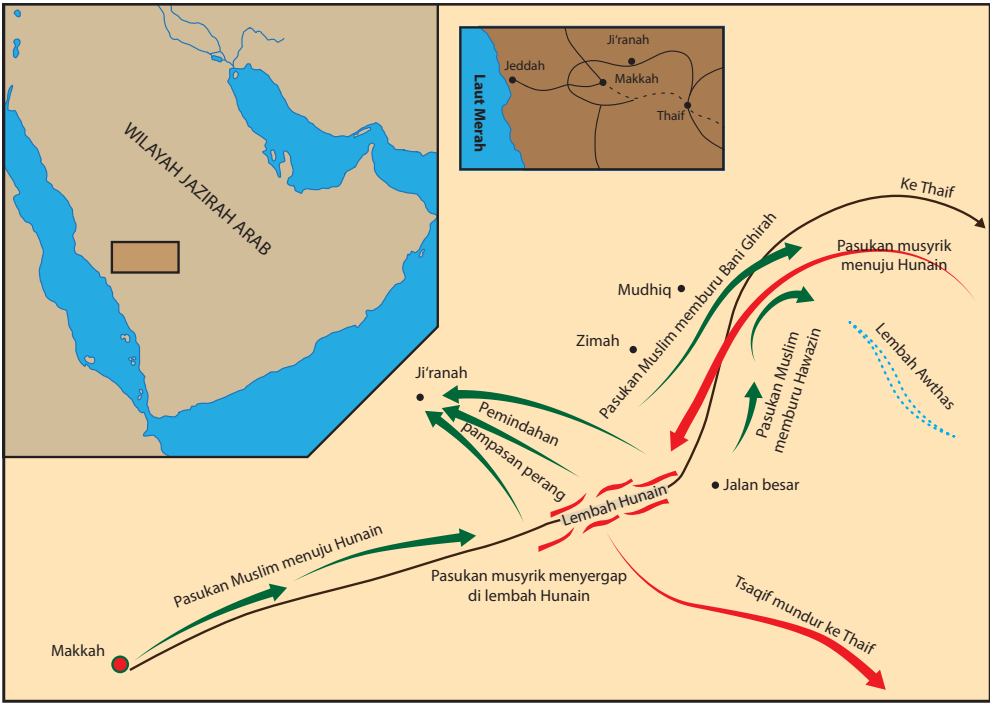 WILAYAH JAZIRAH ARAB
Laut Merah
Jeddah
Ji‘ranah
Makkah
Thaif
Ke Thaif
Pasukan musyrik
menuju Hunain
Pasukan Muslim memburu Bani Ghirah
Mudhiq
Zimah
Pasukan Muslim
memburu Hawazin
Lembah Awthas
Ji‘ranah
Pemindahan
pampasan perang
Jalan besar
Lembah Hunain
Pasukan Muslim menuju Hunain
Pasukan musyrik menyergap
di lembah Hunain
Tsaqif mundur ke Thaif
Makkah